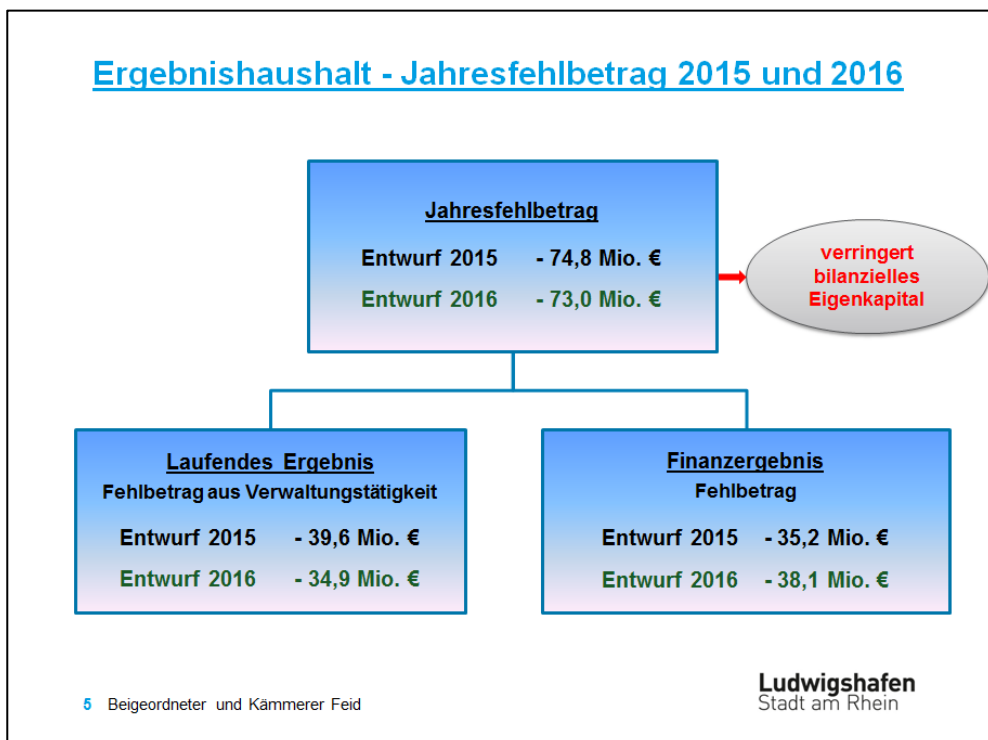 Ergebnishaushalt - Jahresfehlbetrag 2015 und 2016
Jahresfehlbetrag
Entwurf 2015 - 74,8 Mio. €
Entwurf 2016 - 73,0 Mio. €
verringert
bilanzielles
Eigenkapital
Laufendes Ergebnis
Fehlbetrag aus Verwaltungstätigkeit
Entwurf 2015 - 39,6 Mio. €
Entwurf 2016 - 34,9 Mio. €
Finanzergebnis
Fehlbetrag
Entwurf 2015 - 35,2 Mio. €
Entwurf 2016 - 38,1 Mio. €
5 Beigeordneter und Kämmerer Feid
Ludwigshafen
Stadt am Rhein